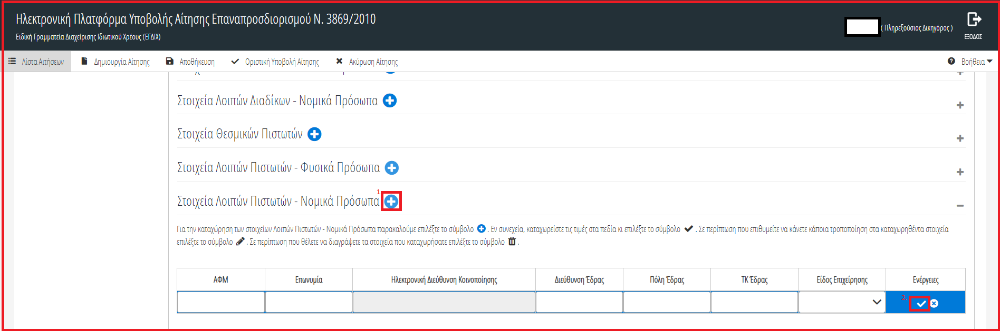 Ηλεκτρονική Πλατφόρμα Υποβολής Αίτησης Επαναπροσδιορισμού Ν. 3869/2010
Ειδική Γραμματεία Διαχείρισης Ιδιωτικού Χρέους (ΕΓΔΙΧ)
( Πληρεξούσιος Δικηγόρος )
ΕΞΟΔΟΣ
Λίστα Αιτήσεων Δημιουργία Αίτησης Αποθήκευση Οριστική Υποβολή Αίτησης Ακύρωση Αίτησης Βοήθεια
Στοιχεία Λοιπών Διαδίκων - Νομικά Πρόσωπα
Στοιχεία Θεσμικών Πιστωτών
Στοιχεία Λοιπών Πιστωτών - Φυσικά Πρόσωπα
Στοιχεία Λοιπών Πιστωτών - Νομικά Πρόσωπα 1
Για την καταχώρηση των στοιχείων Λοιπών Πιστωτών - Νομικά Πρόσωπα παρακαλούμε επιλέξτε το σύμβολο . Εν συνεχεία, καταχωρείστε τις τιμές στα πεδία κι επιλέξτε το σύμβολο . Σε περίπτωση που επιθυμείτε να κάνετε κάποια τροποποίηση στα καταχωρηθέντα στοιχεία
επιλέξτε το σύμβολο . Σε περίπτωση που θέλετε να διαγράψετε τα στοιχεία που καταχωρήσατε επιλέξτε το σύμβολο .
ΑΦΜ Επωνυμία Ηλεκτρονική Διεύθυνση Κοινοποίησης Διεύθυνση Έδρας Πόλη Έδρας ΤΚ Έδρας Είδος Επιχείρησης Ενέργειες
2.